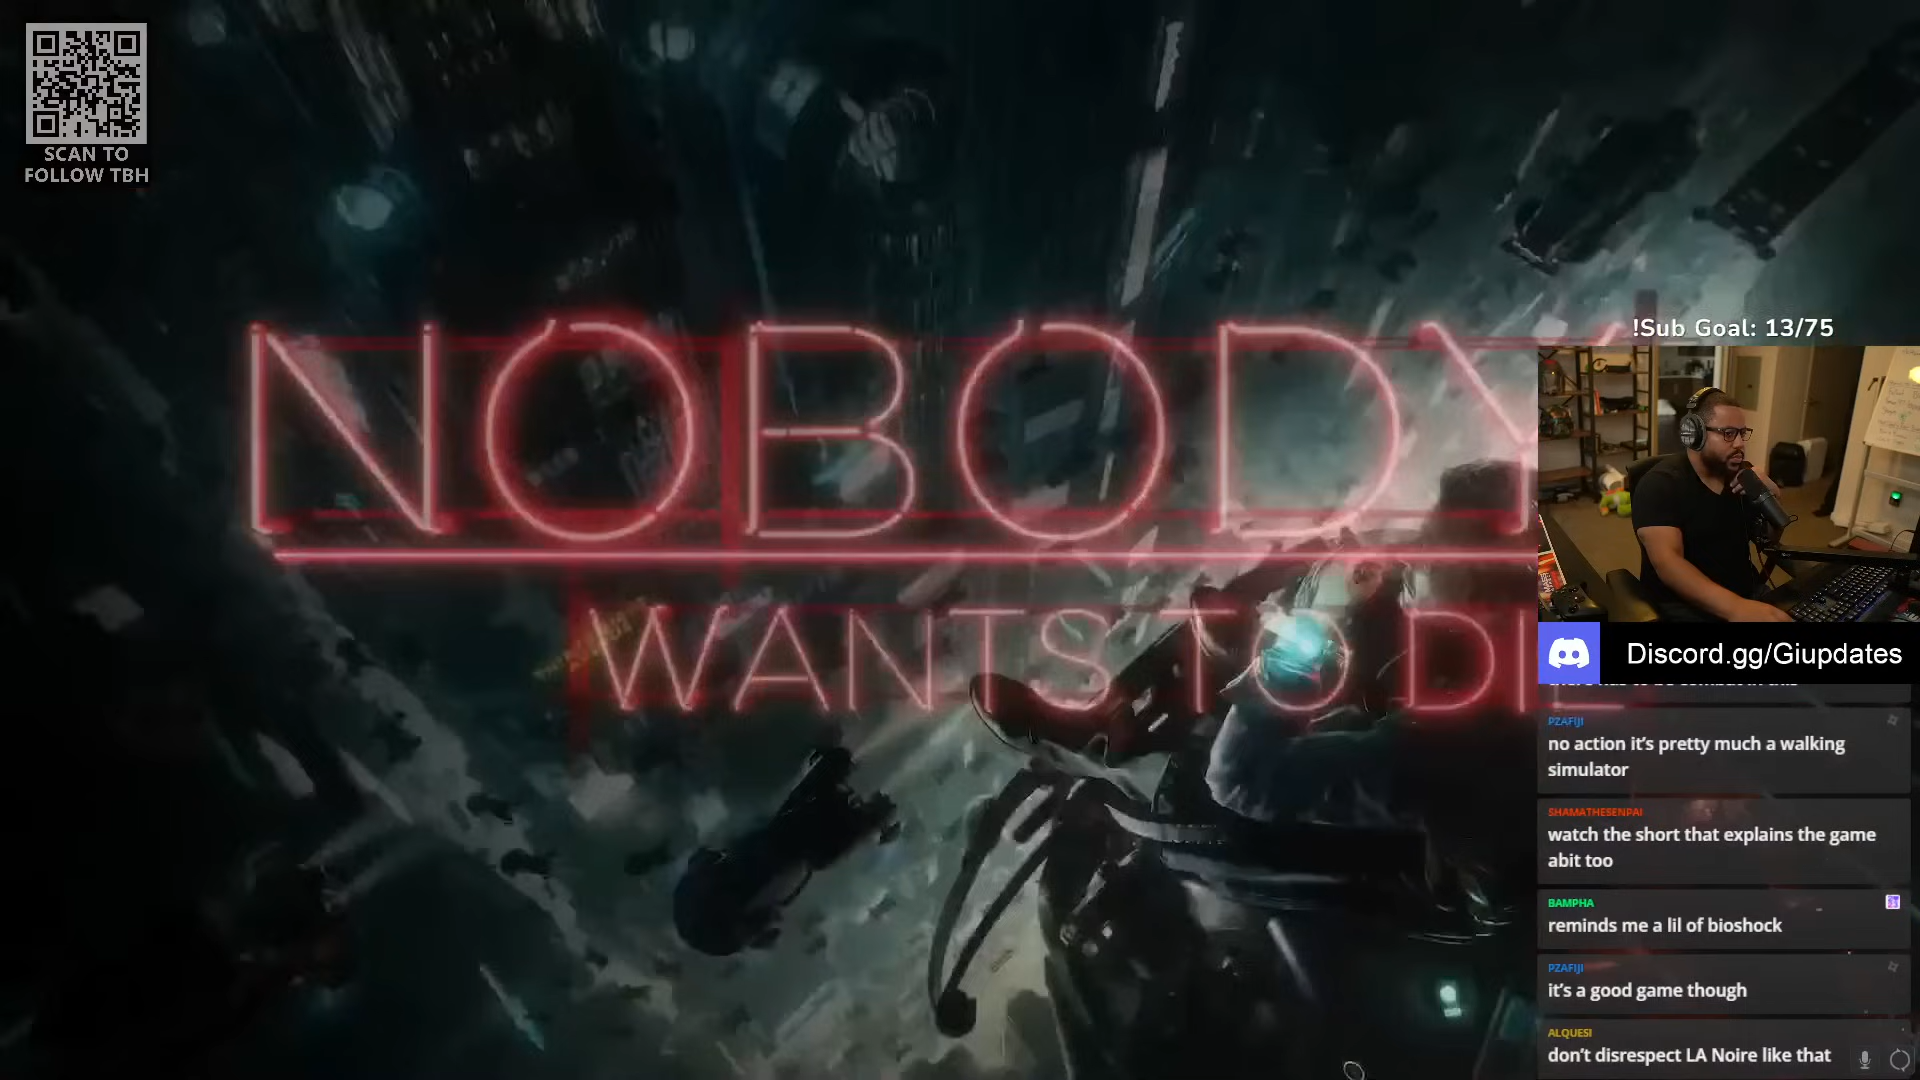 SCAN TO
FOLLOW TBH
NOBODY
WANTS TO DIE
!Sub Goal: 13/75
Discord.gg/Giupdates
PZAFIJI
no action it’s pretty much a walking
simulator
SHAMATHESENPAI
watch the short that explains the game
abit too
BAMPHA
reminds me a lil of bioshock
PZAFIJI
it’s a good game though
ALQUESI
don’t disrespect LA Noire like that